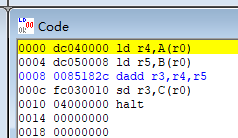 Code
0000 dc040000 ld r4,A(r0)
0004 dc050008 ld r5,B(r0)
0008 0085182c dadd r3,r4,r5
000c fc030010 sd r3,C(r0)
0010 04000000 halt
0014 00000000
0018 00000000